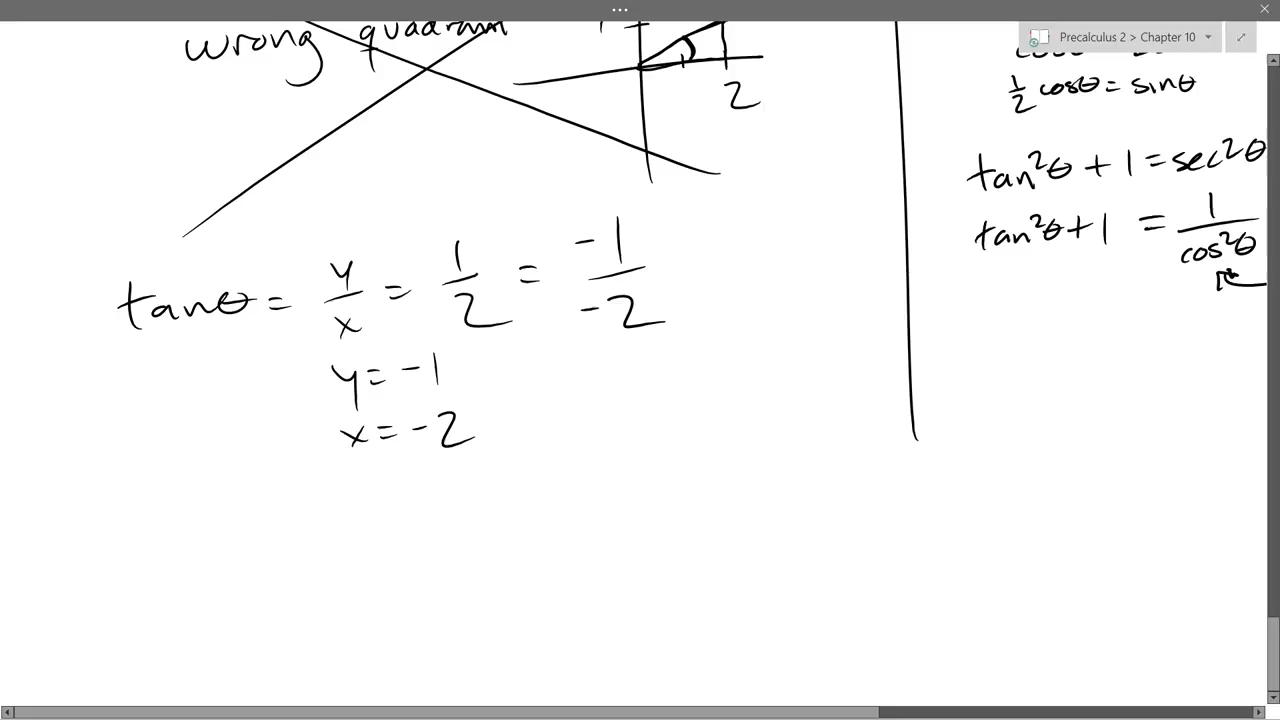 wrong quadrant
2
tanθ = y/x = 1/2 = -1/-2
y = -1
x = -2
Precalculus 2 > Chapter 10
1/2 cosθ = sinθ
tan²θ + 1 = sec²θ
tan²θ + 1 = 1/cos²θ